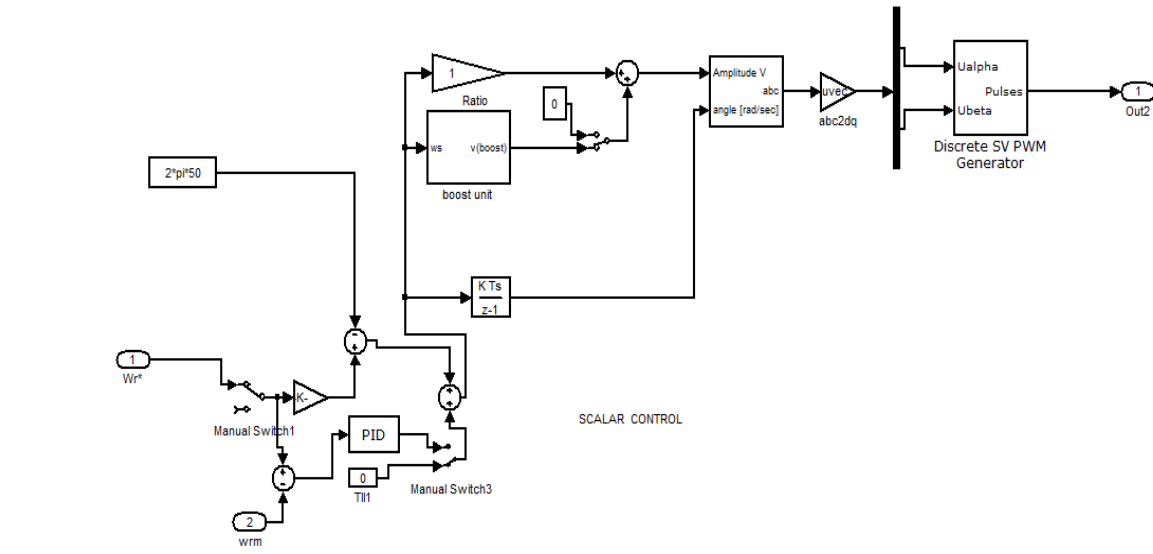 1
Ratio
0
ws
v(boost)
boost unit
Amplitude V
abc
angle [rad/sec]
uvec
abc2dq
Ualpha
Pulses
Ubeta
Discrete SV PWM
Generator
1
Out2
2*pi*50
K Ts
z-1
1
Wr*
Manual Switch1
K-
PID
0
Tll1
Manual Switch3
2
wrm
SCALAR CONTROL
+
+
-
+
+
+
+
-